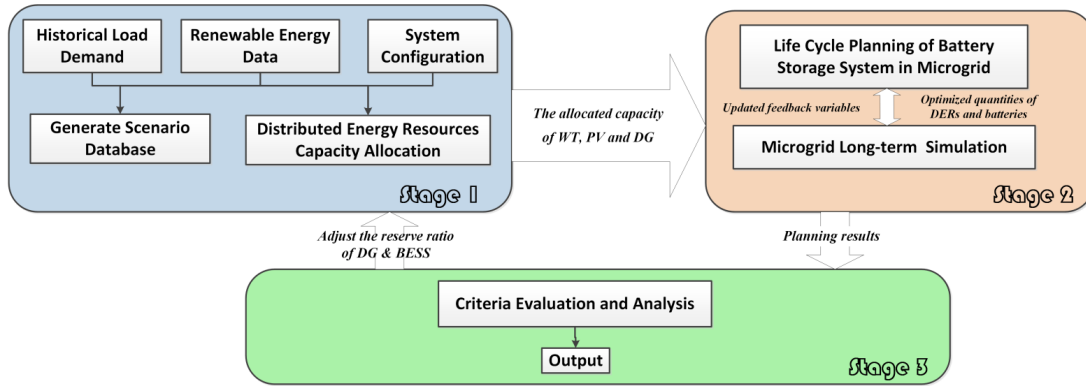 Historical Load
Demand
Renewable Energy
Data
System
Configuration
Generate Scenario
Database
Distributed Energy Resources
Capacity Allocation
Stage 1
The allocated capacity
of WT, PV and DG
Life Cycle Planning of Battery
Storage System in Microgrid
Updated feedback variables
Optimized quantities of
DERs and batteries
Microgrid Long-term Simulation
Stage 2
Adjust the reserve ratio
of DG & BESS
Planning results
Criteria Evaluation and Analysis
Output
Stage 3